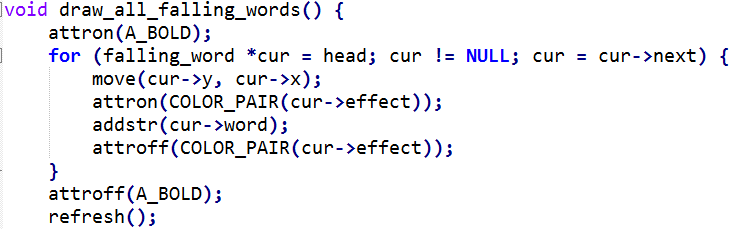 void draw_all_falling_words() {
    attron(A_BOLD);
    for (falling_word *cur = head; cur != NULL; cur = cur->next) {
        move(cur->y, cur->x);
        attron(COLOR_PAIR(cur->effect));
        addstr(cur->word);
        attroff(COLOR_PAIR(cur->effect));
    }
    attroff(A_BOLD);
    refresh();